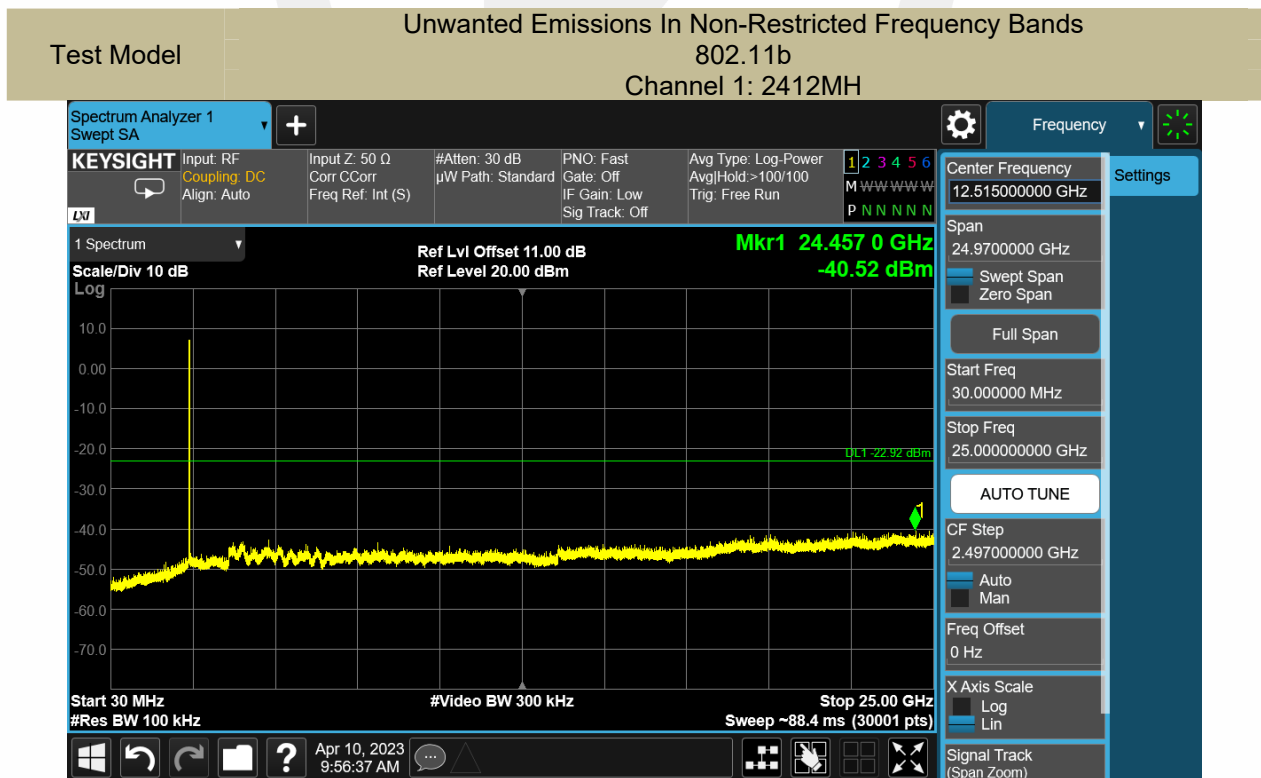 Test Model
Unwanted Emissions In Non-Restricted Frequency Bands
802.11b
Channel 1: 2412MH
Spectrum Analyzer 1
Swept SA
Frequency
KEYSIGHT
LXI
Input: RF
Coupling: DC
Align: Auto
Input Z: 50 Ω
Corr CCorr
Freq Ref: Int (S)
#Atten: 30 dB
µW Path: Standard
PNO: Fast
Gate: Off
IF Gain: Low
Sig Track: Off
Avg Type: Log-Power
Avg|Hold:>100/100
Trig: Free Run
1 2 3 4 5 6
M W W W W W
P N N N N N
1 Spectrum
Scale/Div 10 dB
Log
Ref Lvl Offset 11.00 dB
Ref Level 20.00 dBm
Mkr1 24.457 0 GHz
-40.52 dBm
10.0
0.00
-10.0
-20.0
-30.0
-40.0
-50.0
-60.0
-70.0
DL1 -22.92 dBm
1
Start 30 MHz
#Res BW 100 kHz
#Video BW 300 kHz
Stop 25.00 GHz
Sweep ~88.4 ms (30001 pts)
Apr 10, 2023
9:56:37 AM
Center Frequency
12.515000000 GHz
Settings
Span
24.9700000 GHz
Swept Span
Zero Span
Full Span
Start Freq
30.000000 MHz
Stop Freq
25.000000000 GHz
AUTO TUNE
CF Step
2.497000000 GHz
Auto
Man
Freq Offset
0 Hz
X Axis Scale
Log
Lin
Signal Track
(Span Zoom)